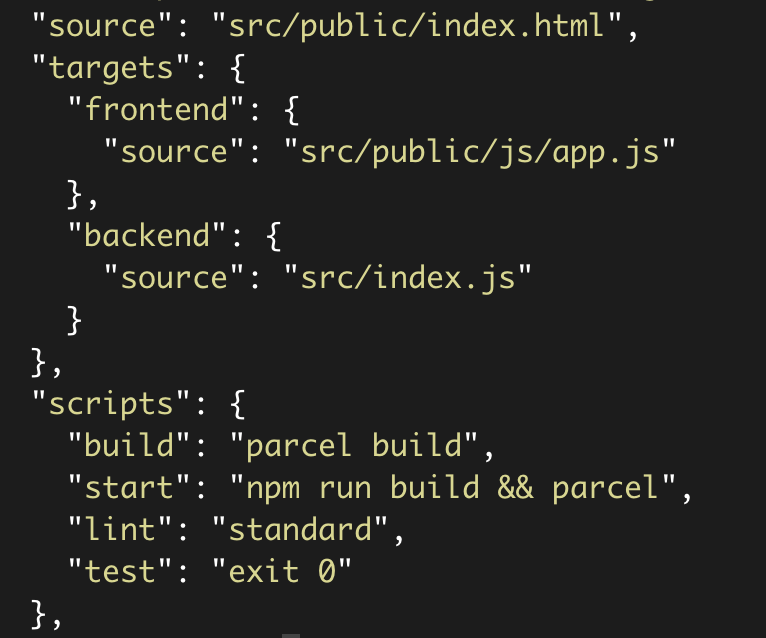 "source": "src/public/index.html",
"targets": {
  "frontend": {
    "source": "src/public/js/app.js"
  },
  "backend": {
    "source": "src/index.js"
  }
},
"scripts": {
  "build": "parcel build",
  "start": "npm run build && parcel",
  "lint": "standard",
  "test": "exit 0"
},